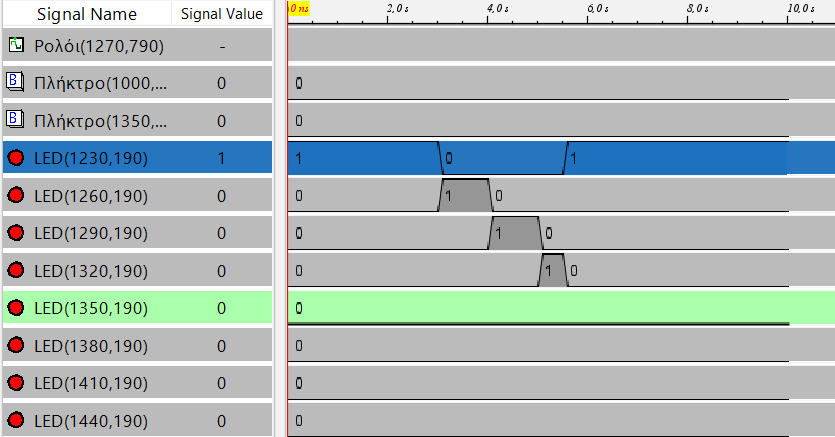 Signal Name Signal Value 0 ns 2,0 s 4,0 s 6,0 s 8,0 s 10,0 s
Ρολόι(1270,790) -
Πλήκτρο(1000,... 0 0
Πλήκτρο(1350,... 0 0
LED(1230,190) 1 1 0 1
LED(1260,190) 0 0 1 0
LED(1290,190) 0 0 1 0
LED(1320,190) 0 0 1 0
LED(1350,190) 0 0
LED(1380,190) 0 0
LED(1410,190) 0 0
LED(1440,190) 0 0